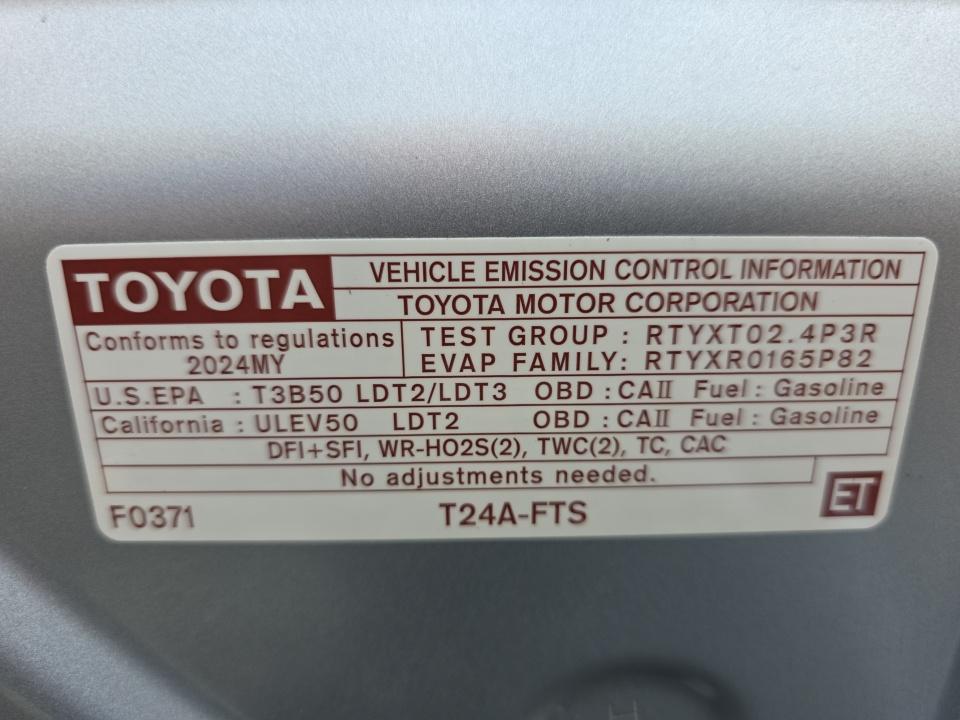 TOYOTA
VEHICLE EMISSION CONTROL INFORMATION
TOYOTA MOTOR CORPORATION
Conforms to regulations
2024MY
TEST GROUP : RTYXT02.4P3R
EVAP FAMILY: RTYXR0165P82
U.S.EPA : T3B50 LDT2/LDT3 OBD : CAII Fuel : Gasoline
California : ULEV50 LDT2 OBD : CAII Fuel : Gasoline
DFI+SFI, WR-HO2S(2), TWC(2), TC, CAC
No adjustments needed.
F0371
T24A-FTS
ET